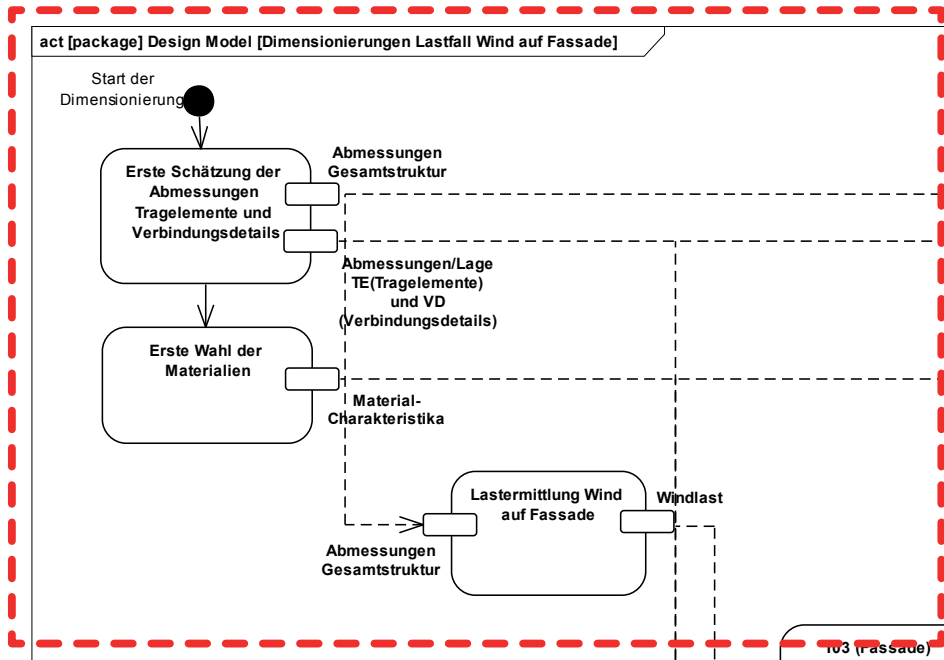 act [package] Design Model [Dimensionierungen Lastfall Wind auf Fassade]
Start der
Dimensionierung
Erste Schätzung der
Abmessungen
Tragelemente und
Verbindungsdetails
Abmessungen
Gesamtstruktur
Abmessungen/Lage
TE(Tragelemente)
und VD
(Verbindungsdetails)
Erste Wahl der
Materialien
Material-
Charakteristika
Lastermittlung Wind
auf Fassade
Windlast
Abmessungen
Gesamtstruktur
103 (Fassade)